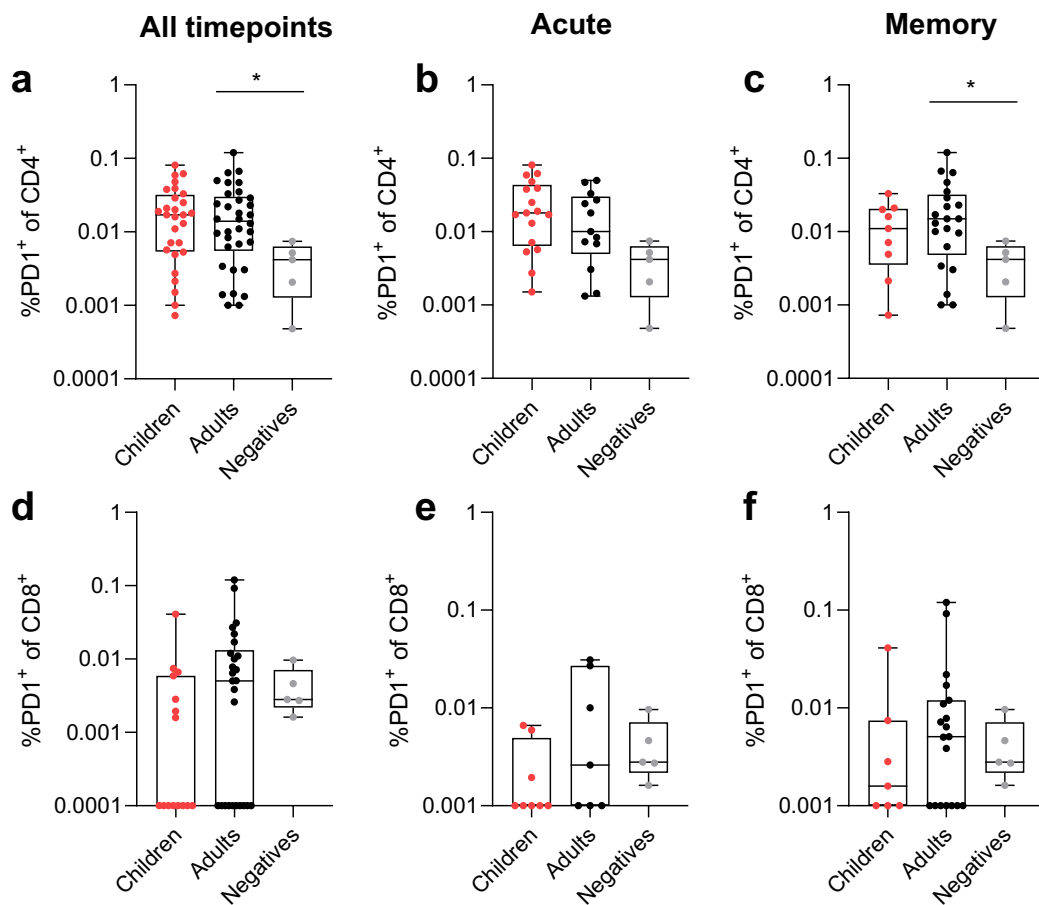 All timepoints
Acute
Memory
a
*
1
0.1
0.01
0.001
0.0001
%PD1+ of CD4+
Children
Adults
Negatives
b
1
0.1
0.01
0.001
0.0001
%PD1+ of CD4+
Children
Adults
Negatives
c
*
1
0.1
0.01
0.001
0.0001
%PD1+ of CD4+
Children
Adults
Negatives
d
1
0.1
0.01
0.001
0.0001
%PD1+ of CD8+
Children
Adults
Negatives
e
1
0.1
0.01
0.001
%PD1+ of CD8+
Children
Adults
Negatives
f
1
0.1
0.01
0.001
%PD1+ of CD8+
Children
Adults
Negatives